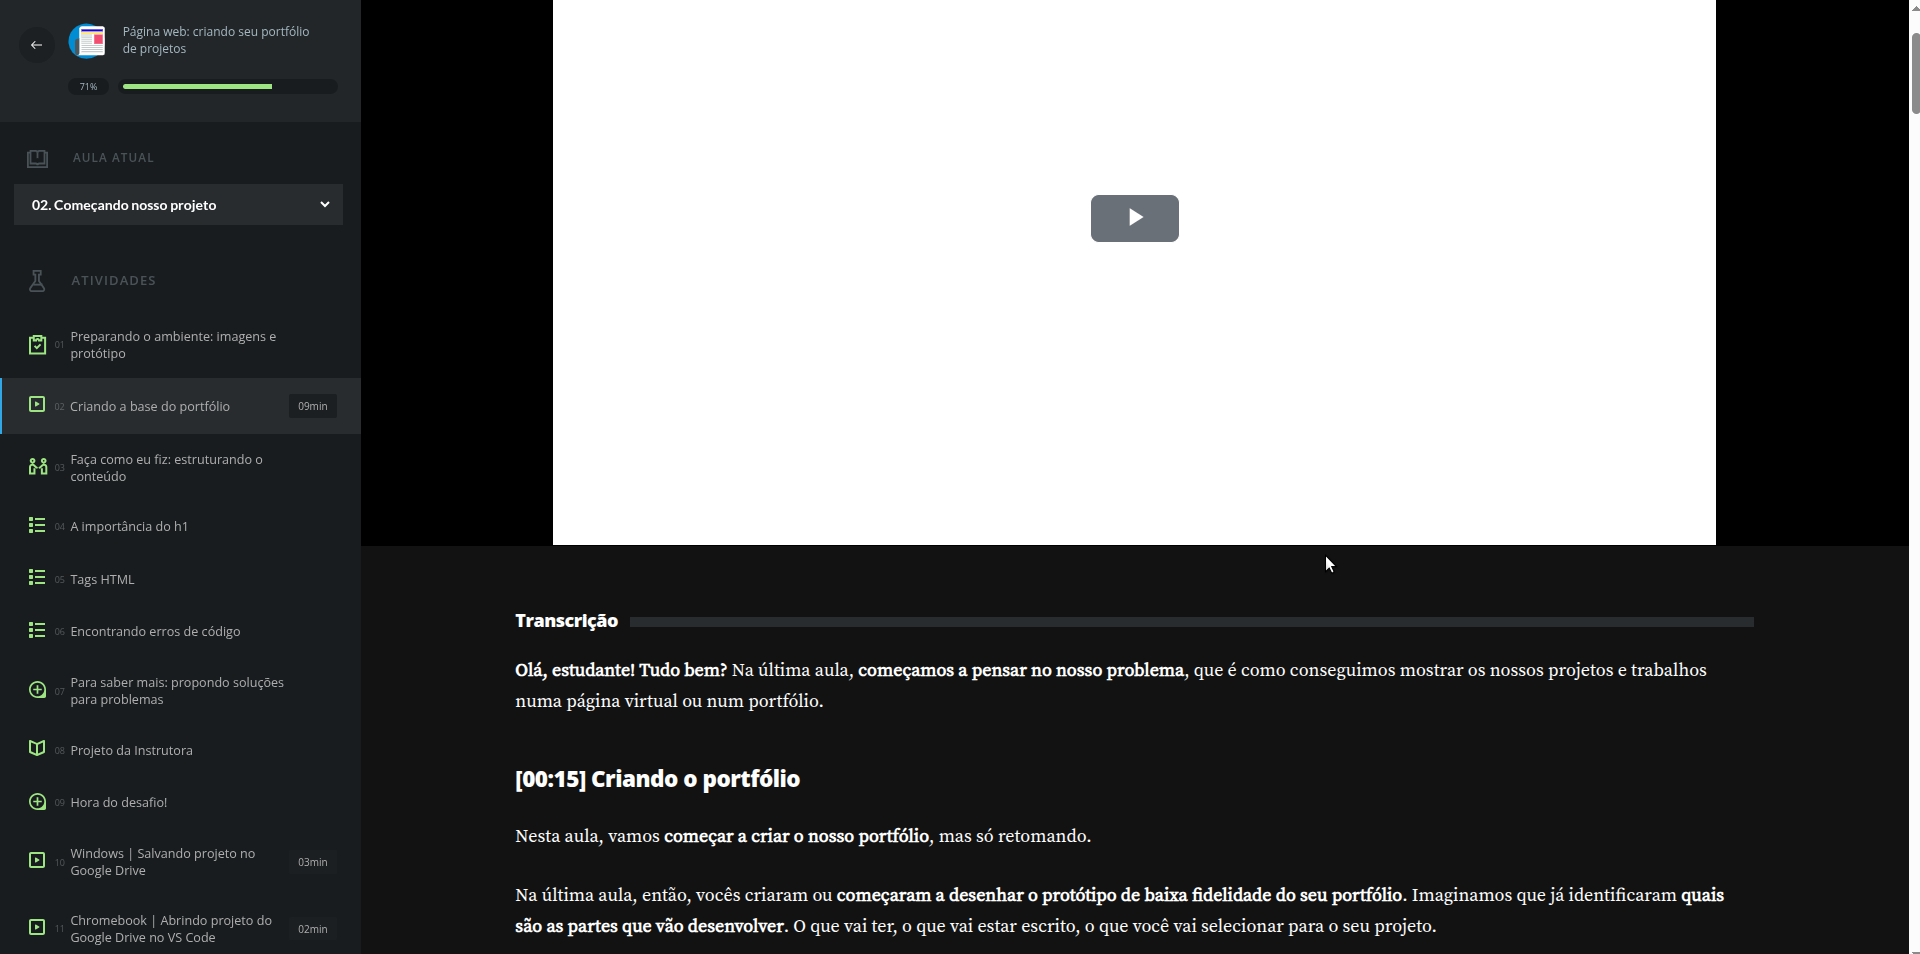 Página web: criando seu portfólio
de projetos
71%
AULA ATUAL
02. Começando nosso projeto
ATIVIDADES
01 Preparando o ambiente: imagens e
protótipo
02 Criando a base do portfólio 09min
03 Faça como eu fiz: estruturando o
conteúdo
04 A importância do h1
05 Tags HTML
06 Encontrando erros de código
07 Para saber mais: propondo soluções
para problemas
08 Projeto da Instrutora
09 Hora do desafio!
10 Windows | Salvando projeto no
Google Drive 03min
11 Chromebook | Abrindo projeto do
Google Drive no VS Code 02min
Transcrição
Olá, estudante! Tudo bem? Na última aula, começamos a pensar no nosso problema, que é como conseguimos mostrar os nossos projetos e trabalhos
numa página virtual ou num portfólio.
[00:15] Criando o portfólio
Nesta aula, vamos começar a criar o nosso portfólio, mas só retomando.
Na última aula, então, vocês criaram ou começaram a desenhar o protótipo de baixa fidelidade do seu portfólio. Imaginamos que já identificaram quais
são as partes que vão desenvolver. O que vai ter, o que vai estar escrito, o que você vai selecionar para o seu projeto.